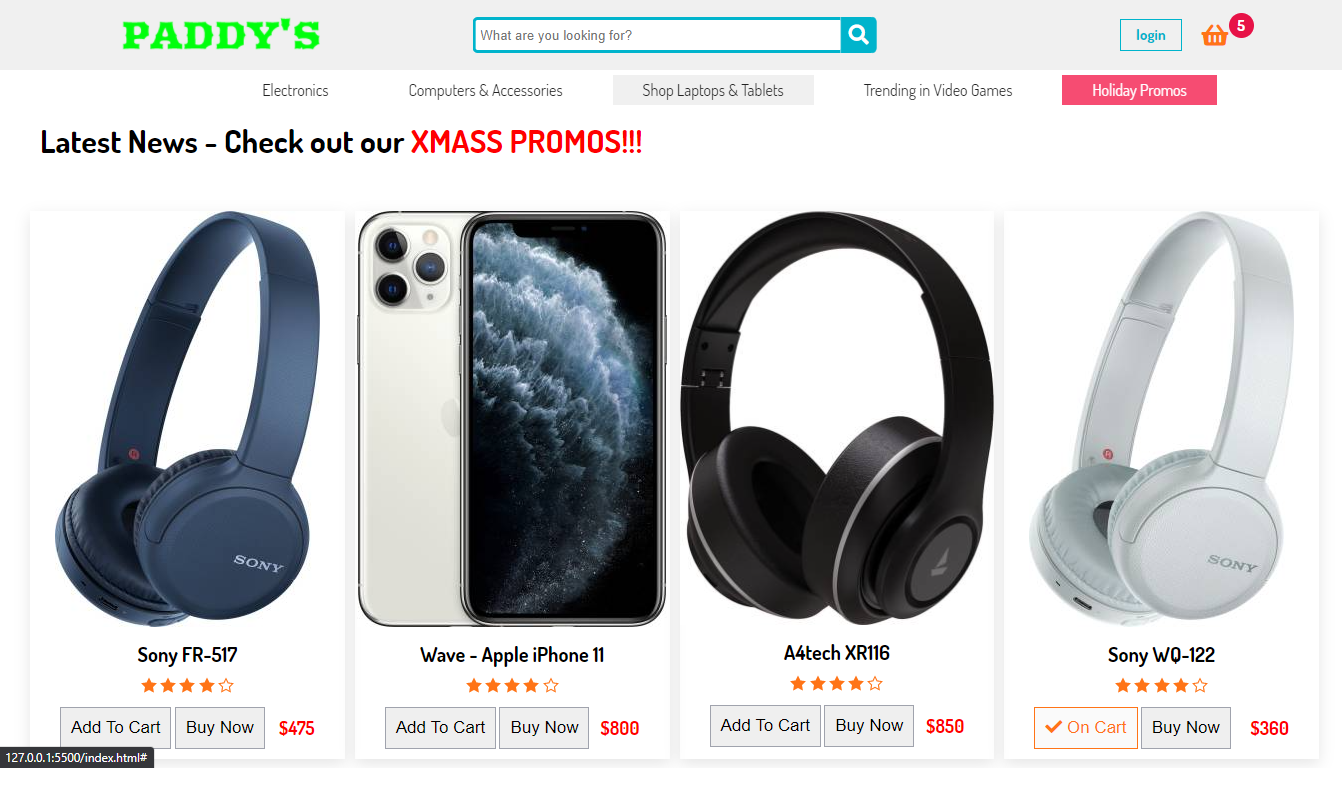 PADDY'S
What are you looking for?
login
5
Electronics
Computers & Accessories
Shop Laptops & Tablets
Trending in Video Games
Holiday Promos
Latest News - Check out our XMASS PROMOS!!!
SONY
SONY
Sony FR-517
Wave - Apple iPhone 11
A4tech XR116
Sony WQ-122
Add To Cart Buy Now $475
Add To Cart Buy Now $800
Add To Cart Buy Now $850
On Cart Buy Now $360
127.0.0.1:5500/index.html#